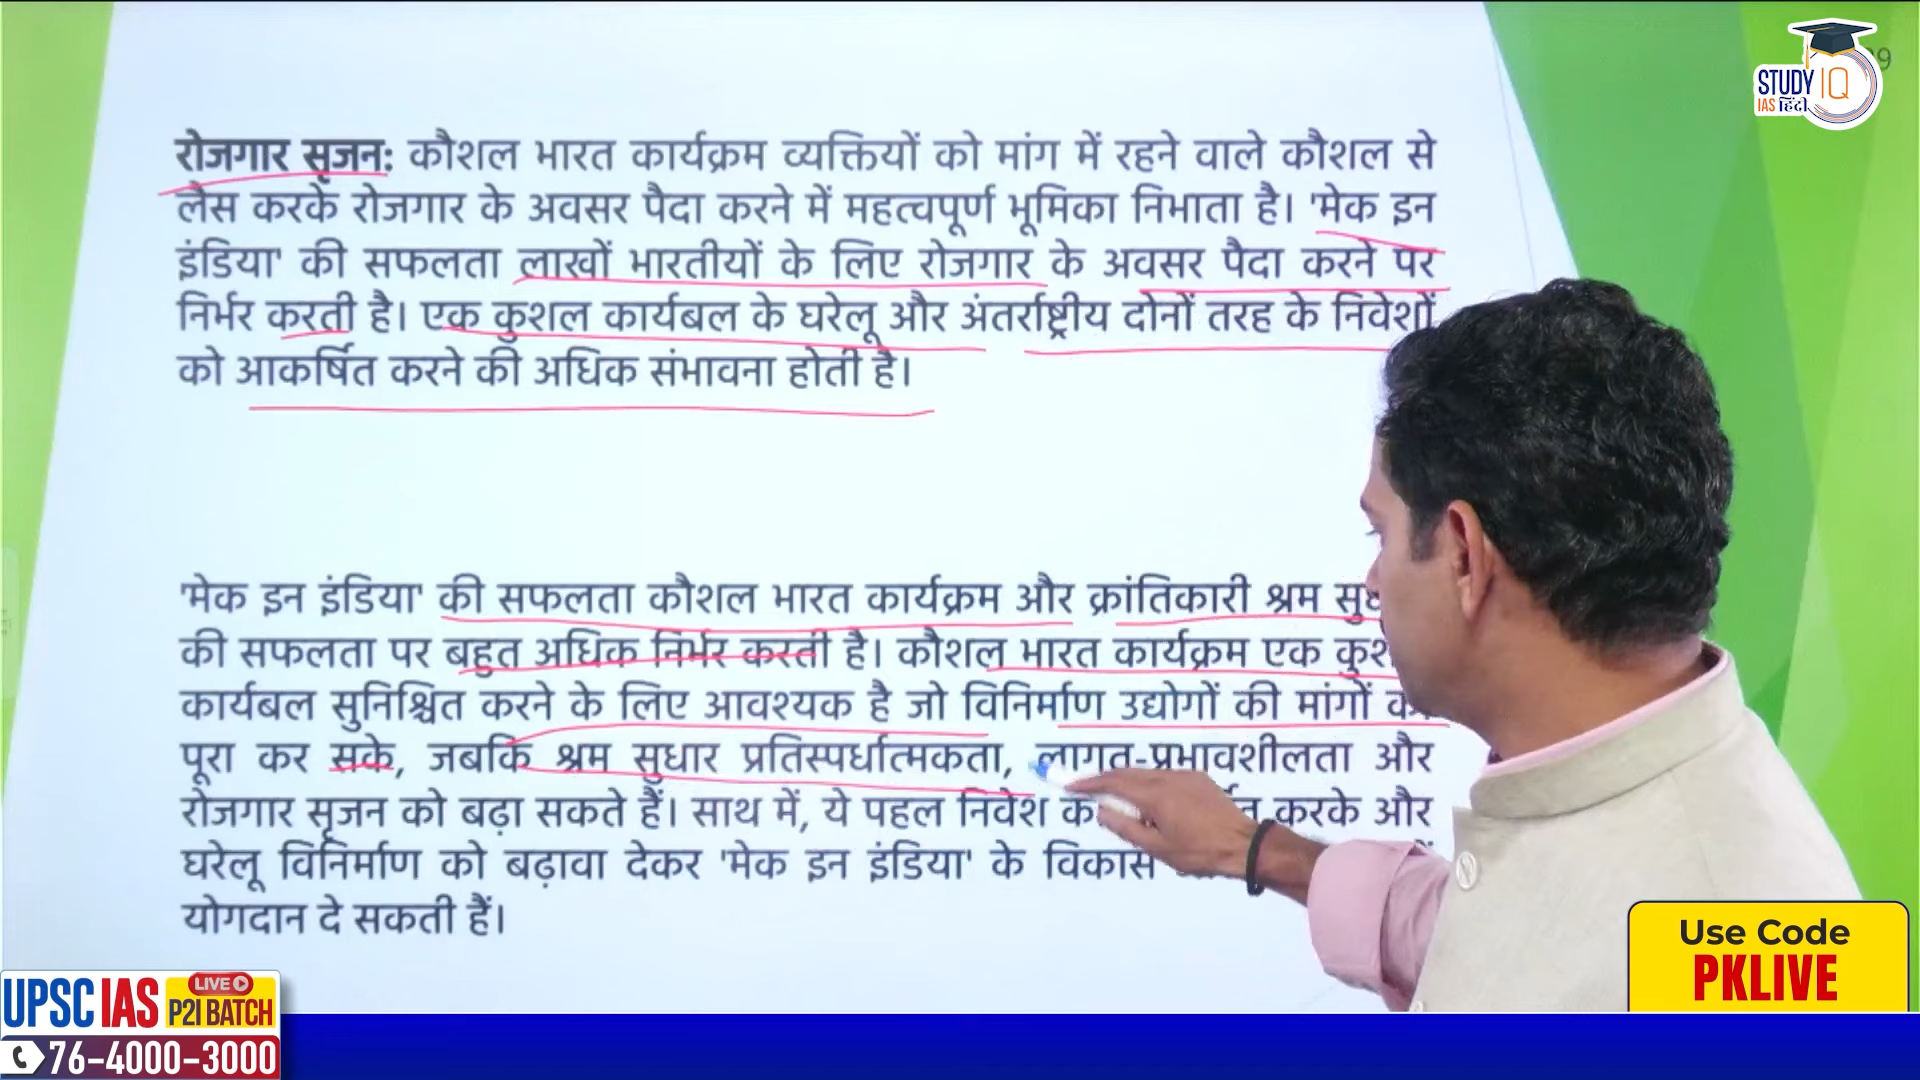 STUDY IQ
IAS हिंदी
9
रोजगार सृजन: कौशल भारत कार्यक्रम व्यक्तियों को मांग में रहने वाले कौशल से
लैस करके रोजगार के अवसर पैदा करने में महत्वपूर्ण भूमिका निभाता है। 'मेक इन
इंडिया' की सफलता लाखों भारतीयों के लिए रोजगार के अवसर पैदा करने पर
निर्भर करती है। एक कुशल कार्यबल के घरेलू और अंतर्राष्ट्रीय दोनों तरह के निवेशों
को आकर्षित करने की अधिक संभावना होती है।
'मेक इन इंडिया' की सफलता कौशल भारत कार्यक्रम और क्रांतिकारी श्रम
की सफलता पर बहुत अधिक निर्भर करती है। कौशल भारत कार्यक्रम एक
कार्यबल सुनिश्चित करने के लिए आवश्यक है जो विनिर्माण उद्योगों की मांगों
पूरा कर सके, जबकि श्रम सुधार प्रतिस्पर्धात्मकता, लागत-प्रभावशीलता और
रोजगार सृजन को बढ़ा सकते हैं। साथ में, ये पहल निवेश करके और
घरेलू विनिर्माण को बढ़ावा देकर 'मेक इन इंडिया' के विकास
योगदान दे सकती हैं।
Use Code
PKLIVE
UPSC IAS LIVE P2I BATCH
76-4000-3000